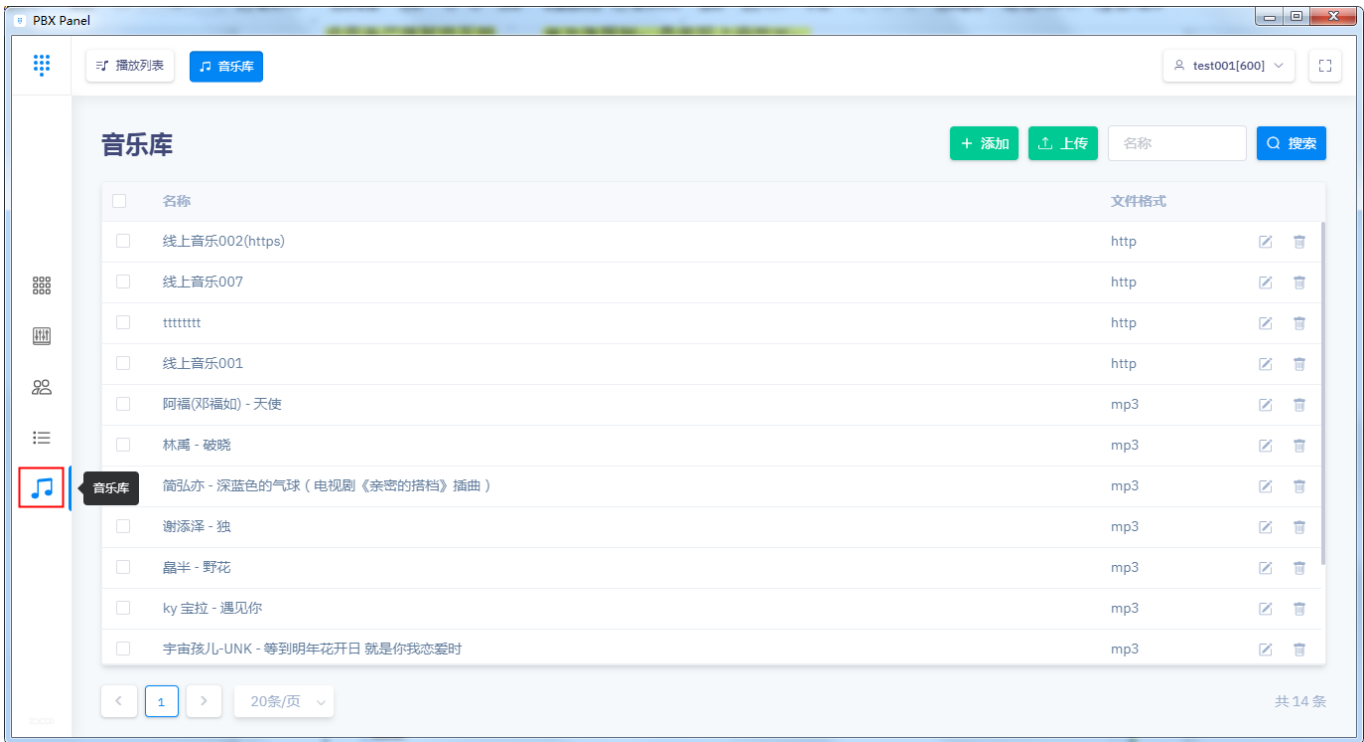 PBX Panel
播放列表
音乐库
test001[600]
音乐库
添加
上传
名称
搜索
名称
文件格式
线上音乐002(https)
http
线上音乐007
http
tttttttt
http
线上音乐001
http
阿福(邓福如) - 天使
mp3
林禹 - 破晓
mp3
音乐库
简弘亦 - 深蓝色的气球（电视剧《亲密的搭档》插曲）
mp3
谢添泽 - 独
mp3
皛半 - 野花
mp3
ky 宝拉 - 遇见你
mp3
宇宙孩儿-UNK - 等到明年花开日 就是你我恋爱时
mp3
1
20条/页
共 14 条